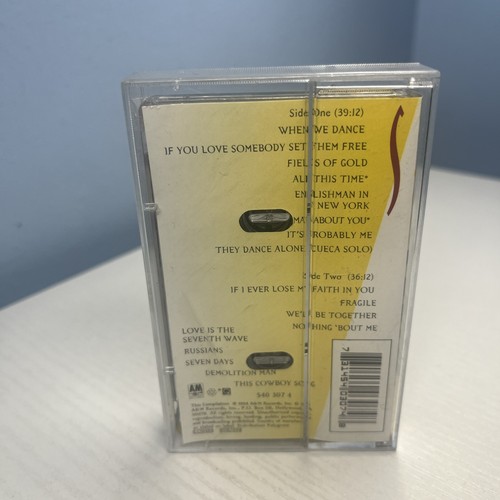 Side One (39:12)
WHEN WE DANCE
IF YOU LOVE SOMEBODY SET THEM FREE
FIELDS OF GOLD
ALL THIS TIME*
ENGLISHMAN IN
NEW YORK
MAD ABOUT YOU*
IT'S PROBABLY ME
THEY DANCE ALONE (CUECA SOLO)
Side Two (36:12)
IF I EVER LOSE MY FAITH IN YOU
FRAGILE
WE'LL BE TOGETHER
NOTHING 'BOUT ME
LOVE IS THE
SEVENTH WAVE
RUSSIANS
SEVEN DAYS
DEMOLITION MAN
THIS COWBOY SONG
A&M
540 307 4